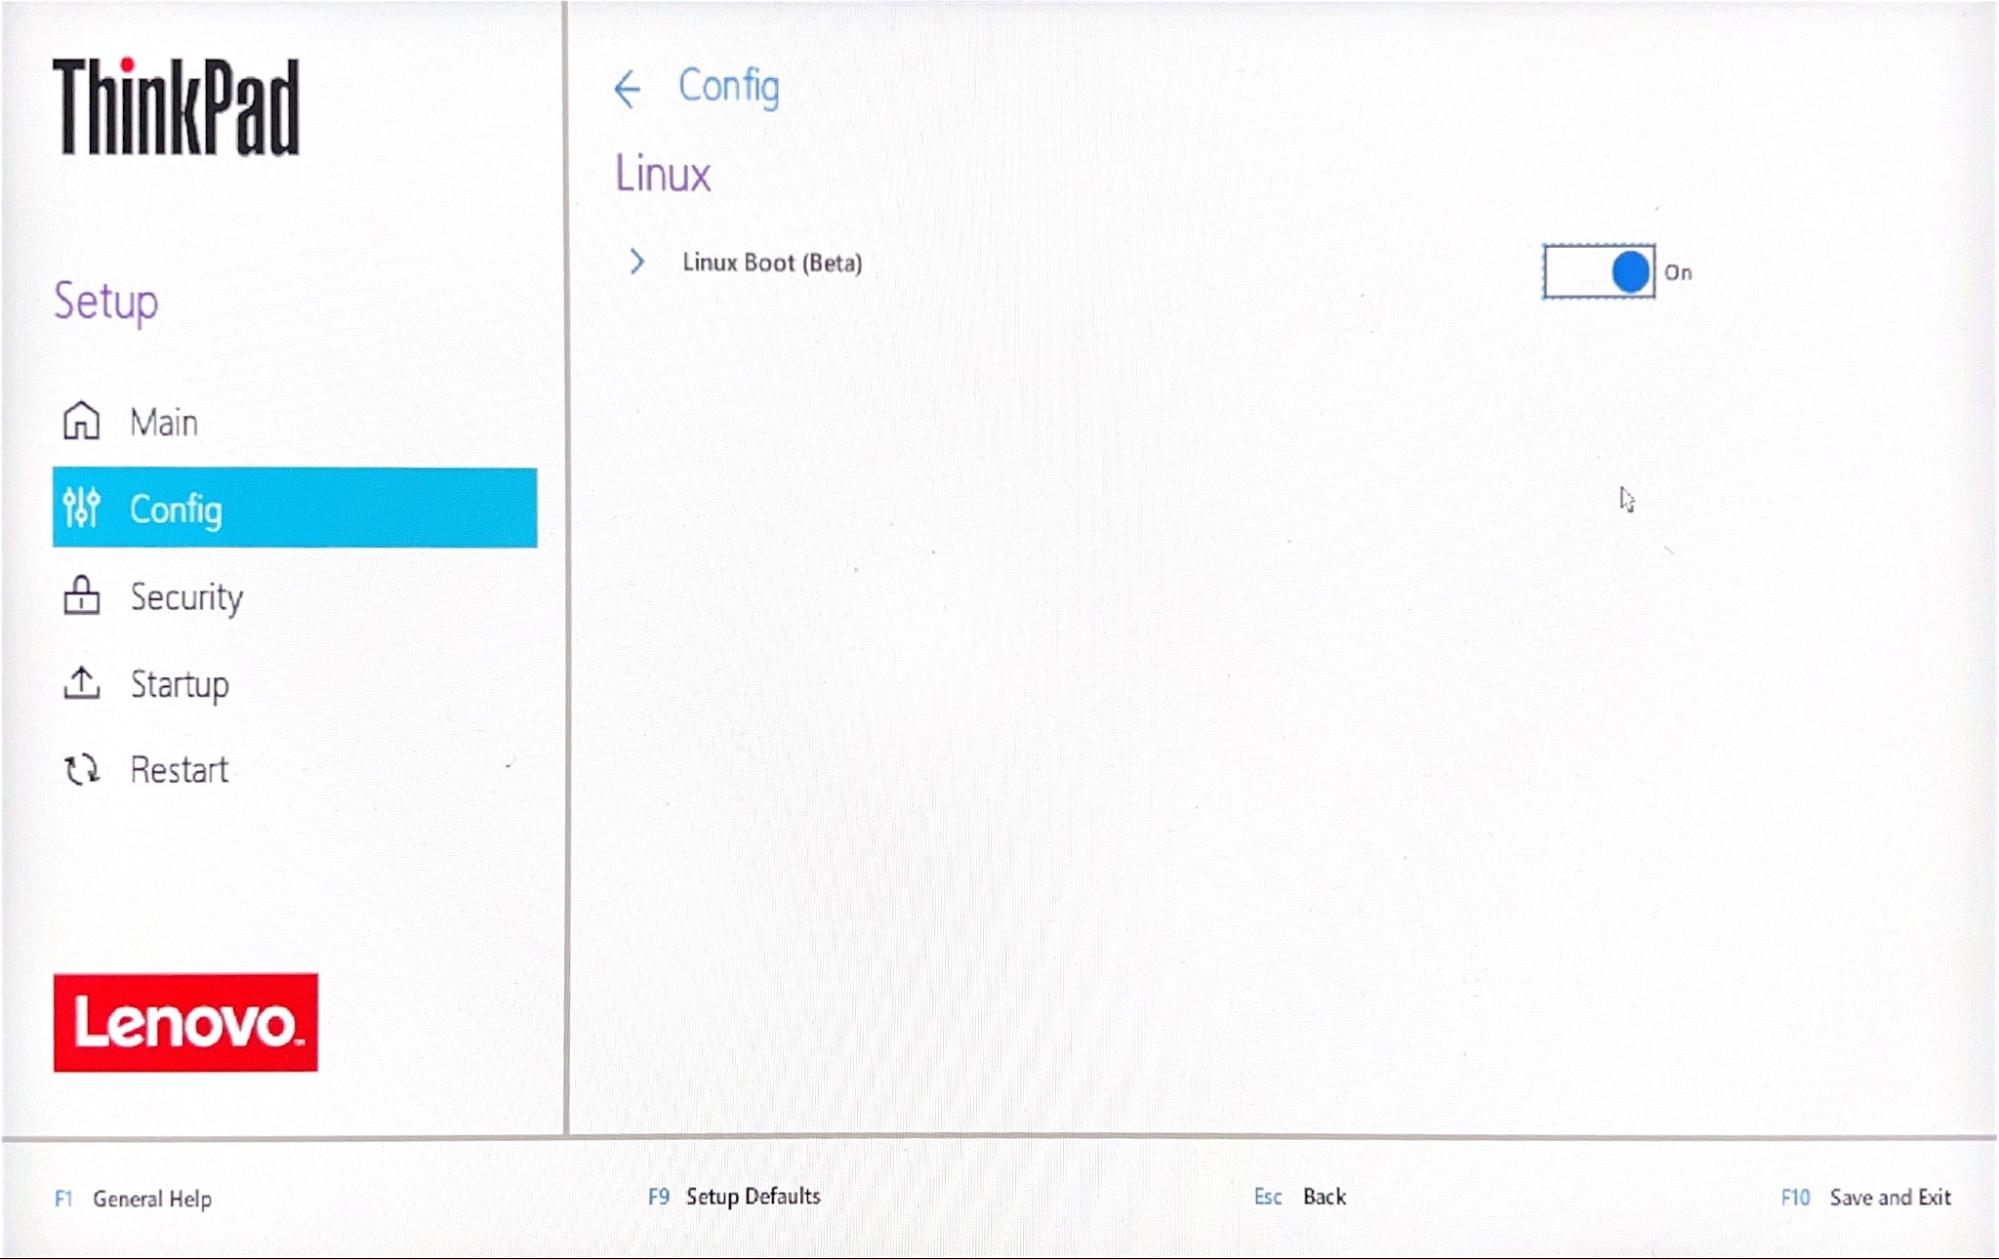 ThinkPad
Setup
Main
Config
Security
Startup
Restart
Lenovo
← Config
Linux
> Linux Boot (Beta)
On
F1 General Help
F9 Setup Defaults
Esc Back
F10 Save and Exit